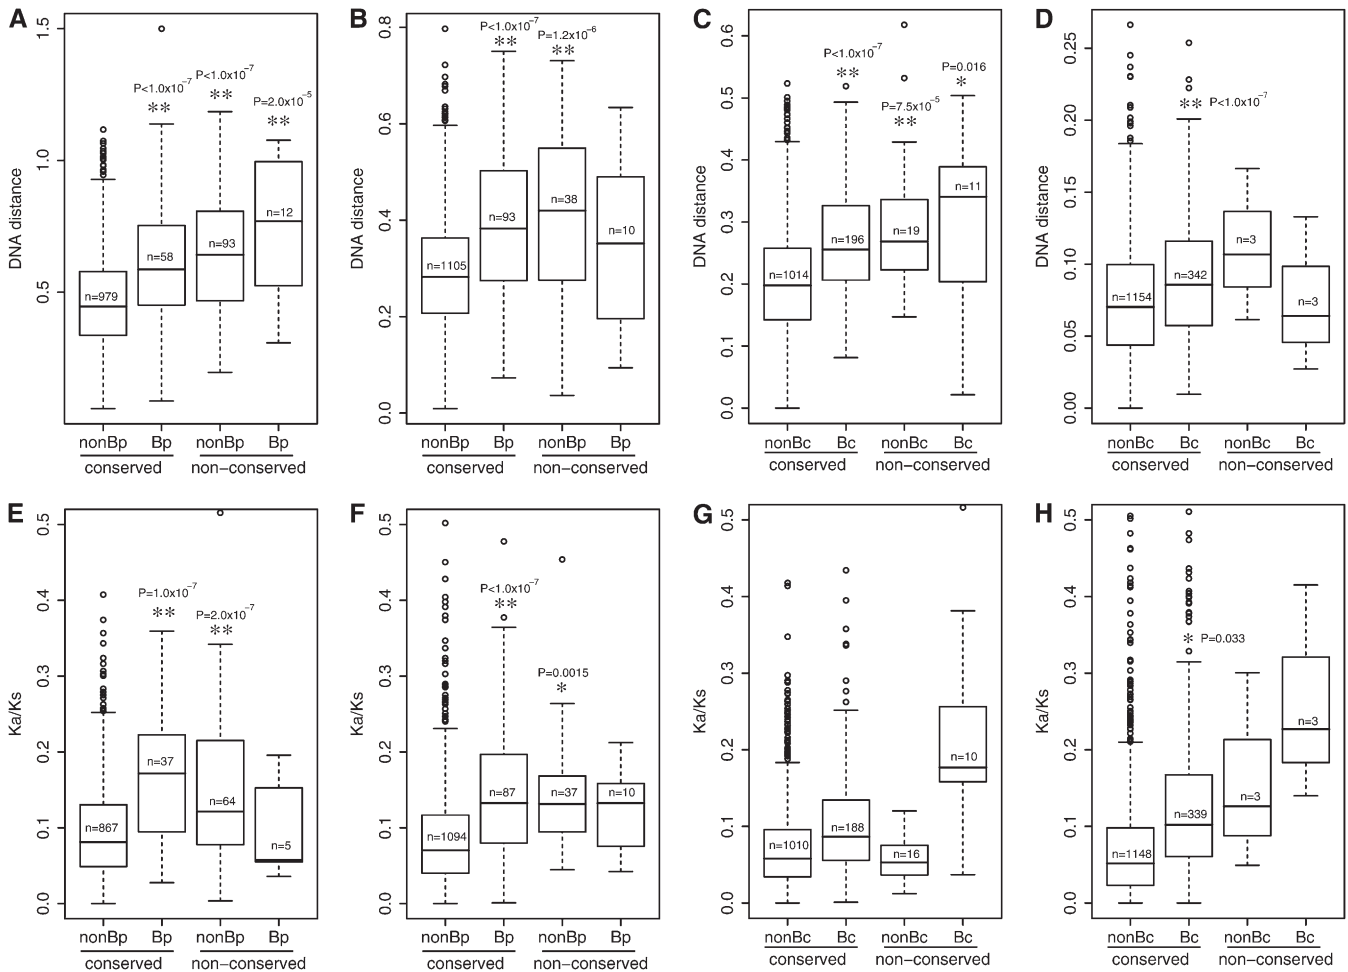 A
DNA distance
1.5
1.0
0.5
P<1.0x10⁻⁷
**
P<1.0x10⁻⁷
**
P=2.0x10⁻⁵
**
n=979
n=58
n=93
n=12
nonBp Bp nonBp Bp
conserved non-conserved
B
DNA distance
0.8
0.6
0.4
0.2
0.0
P<1.0x10⁻⁷
**
P=1.2x10⁻⁶
**
n=1105
n=93
n=38
n=10
nonBp Bp nonBp Bp
conserved non-conserved
C
DNA distance
0.6
0.5
0.4
0.3
0.2
0.1
0.0
P<1.0x10⁻⁷
**
P=7.5x10⁻⁵
**
P=0.016
*
n=1014
n=196
n=19
n=11
nonBc Bc nonBc Bc
conserved non-conserved
D
DNA distance
0.25
0.20
0.15
0.10
0.05
0.00
** P<1.0x10⁻⁷
n=1154
n=342
n=3
n=3
nonBc Bc nonBc Bc
conserved non-conserved
E
Ka/Ks
0.5
0.4
0.3
0.2
0.1
0.0
P=1.0x10⁻⁷
**
P=2.0x10⁻⁷
**
n=867
n=37
n=64
n=5
nonBp Bp nonBp Bp
conserved non-conserved
F
Ka/Ks
0.5
0.4
0.3
0.2
0.1
0.0
P<1.0x10⁻⁷
**
P=0.0015
*
n=1094
n=87
n=37
n=10
nonBp Bp nonBp Bp
conserved non-conserved
G
Ka/Ks
0.5
0.4
0.3
0.2
0.1
0.0
n=1010
n=188
n=16
n=10
nonBc Bc nonBc Bc
conserved non-conserved
H
Ka/Ks
0.5
0.4
0.3
0.2
0.1
0.0
* P=0.033
n=1148
n=339
n=3
n=3
nonBc Bc nonBc Bc
conserved non-conserved